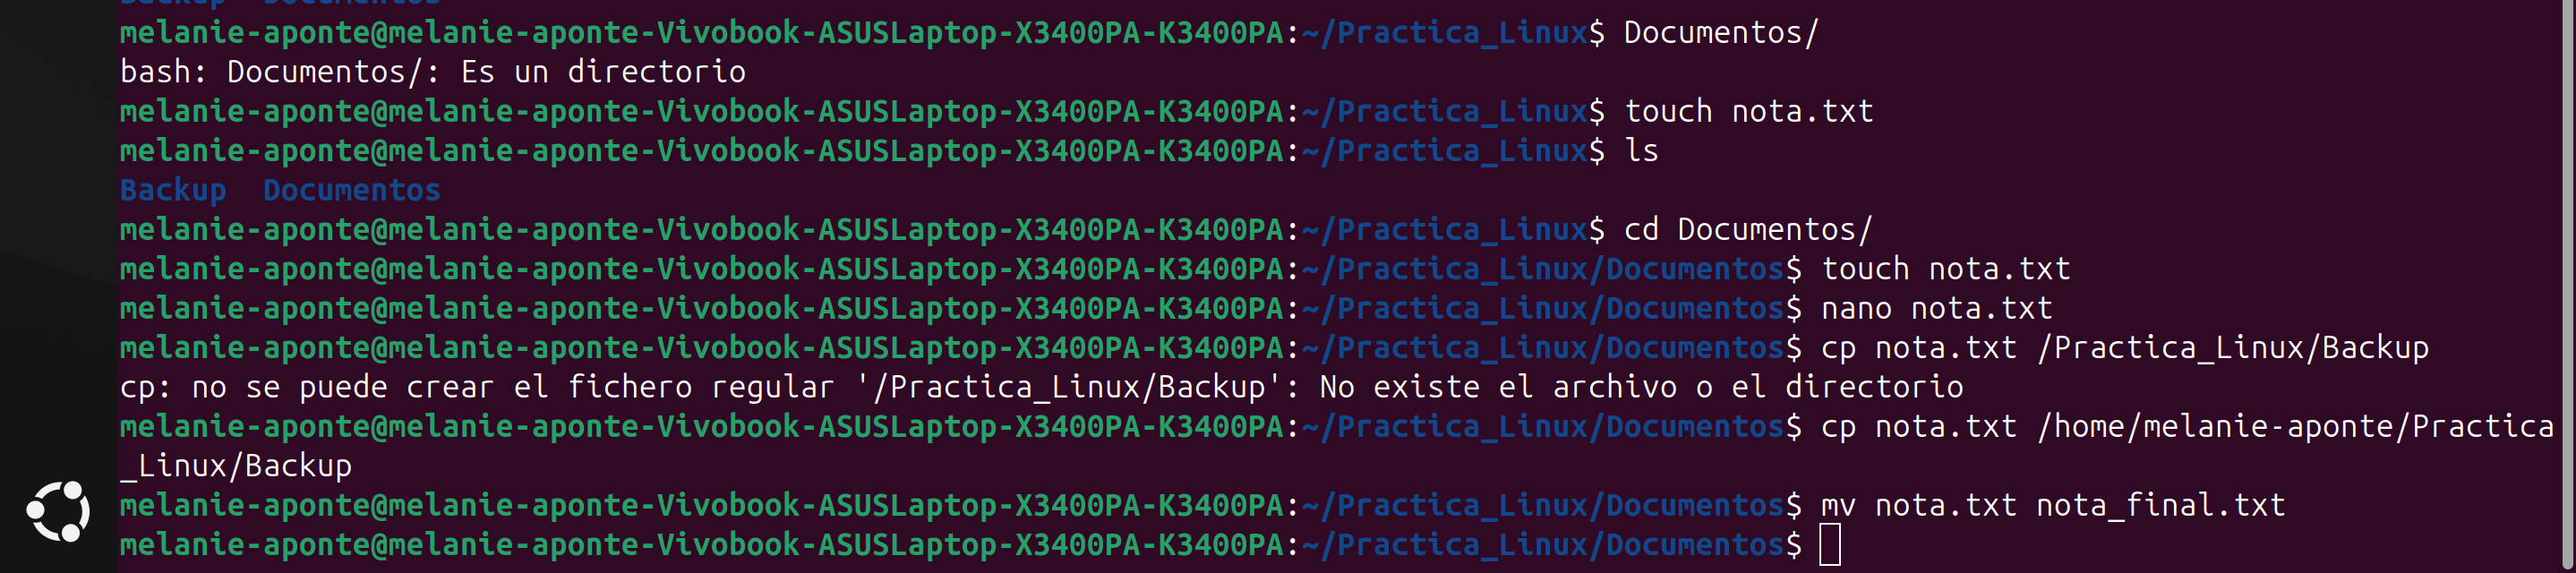 Backup  Documentos
melanie-aponte@melanie-aponte-Vivobook-ASUSLaptop-X3400PA-K3400PA:~/Practica_Linux$ Documentos/
bash: Documentos/: Es un directorio
melanie-aponte@melanie-aponte-Vivobook-ASUSLaptop-X3400PA-K3400PA:~/Practica_Linux$ touch nota.txt
melanie-aponte@melanie-aponte-Vivobook-ASUSLaptop-X3400PA-K3400PA:~/Practica_Linux$ ls
Backup  Documentos
melanie-aponte@melanie-aponte-Vivobook-ASUSLaptop-X3400PA-K3400PA:~/Practica_Linux$ cd Documentos/
melanie-aponte@melanie-aponte-Vivobook-ASUSLaptop-X3400PA-K3400PA:~/Practica_Linux/Documentos$ touch nota.txt
melanie-aponte@melanie-aponte-Vivobook-ASUSLaptop-X3400PA-K3400PA:~/Practica_Linux/Documentos$ nano nota.txt
melanie-aponte@melanie-aponte-Vivobook-ASUSLaptop-X3400PA-K3400PA:~/Practica_Linux/Documentos$ cp nota.txt /Practica_Linux/Backup
cp: no se puede crear el fichero regular '/Practica_Linux/Backup': No existe el archivo o el directorio
melanie-aponte@melanie-aponte-Vivobook-ASUSLaptop-X3400PA-K3400PA:~/Practica_Linux/Documentos$ cp nota.txt /home/melanie-aponte/Practica
_Linux/Backup
melanie-aponte@melanie-aponte-Vivobook-ASUSLaptop-X3400PA-K3400PA:~/Practica_Linux/Documentos$ mv nota.txt nota_final.txt
melanie-aponte@melanie-aponte-Vivobook-ASUSLaptop-X3400PA-K3400PA:~/Practica_Linux/Documentos$